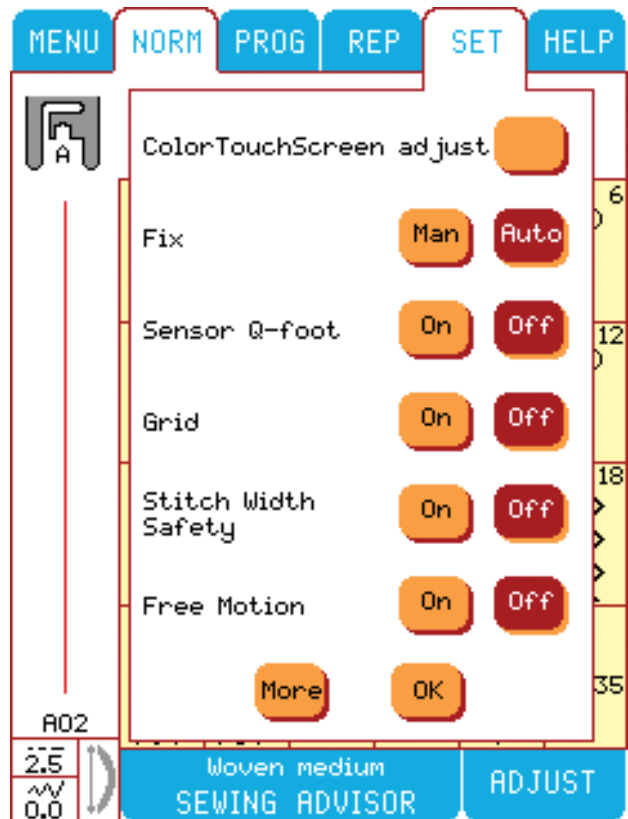 MENU NORM PROG REP SET HELP
A
ColorTouchScreen adjust
6
Fix Man Auto
Sensor Q-foot On Off
12
Grid On Off
18
Stitch Width
Safety
On Off
Free Motion On Off
More OK
35
A02
2.5
0.0
Woven medium
SEWING ADVISOR
ADJUST